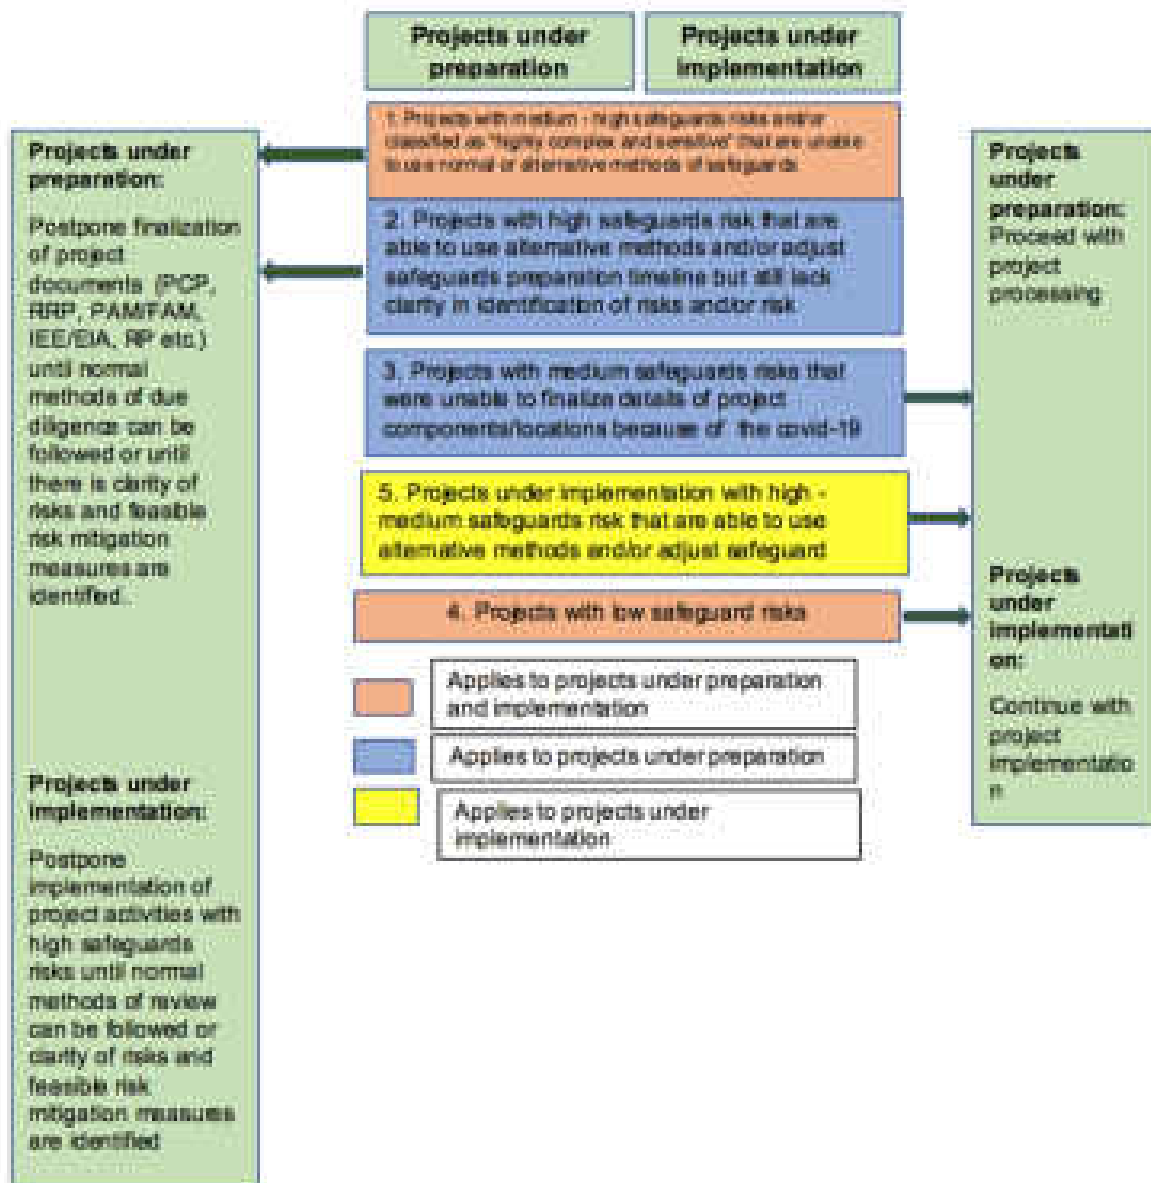 Projects under
preparation
Projects under
implementation
1. Projects with medium - high safeguards risks and/or
classified as "highly complex and sensitive" that are unable
to use normal or alternative methods of safeguards
2. Projects with high safeguards risk that are
able to use alternative methods and/or adjust
safeguards preparation timeline but still lack
clarity in identification of risks and/or risk
3. Projects with medium safeguards risks that
were unable to finalize details of project
components/locations because of the covid-19
5. Projects under implementation with high -
medium safeguards risk that are able to use
alternative methods and/or adjust safeguard
4. Projects with low safeguard risks
Applies to projects under preparation
and implementation
Applies to projects under preparation
Applies to projects under
implementation
Projects under
preparation:
Postpone finalization
of project
documents (PCP,
RRP, PAM/FAM,
IEE/EIA, RP etc.)
until normal
methods of due
diligence can be
followed or until
there is clarity of
risks and feasible
risk mitigation
measures are
identified.
Projects under
implementation:
Postpone
implementation of
project activities with
high safeguards
risks until normal
methods of review
can be followed or
clarity of risks and
feasible risk
mitigation measures
are identified
Projects
under
preparation:
Proceed with
project
processing
Projects
under
implementati
on:
Continue with
project
implementatio
n